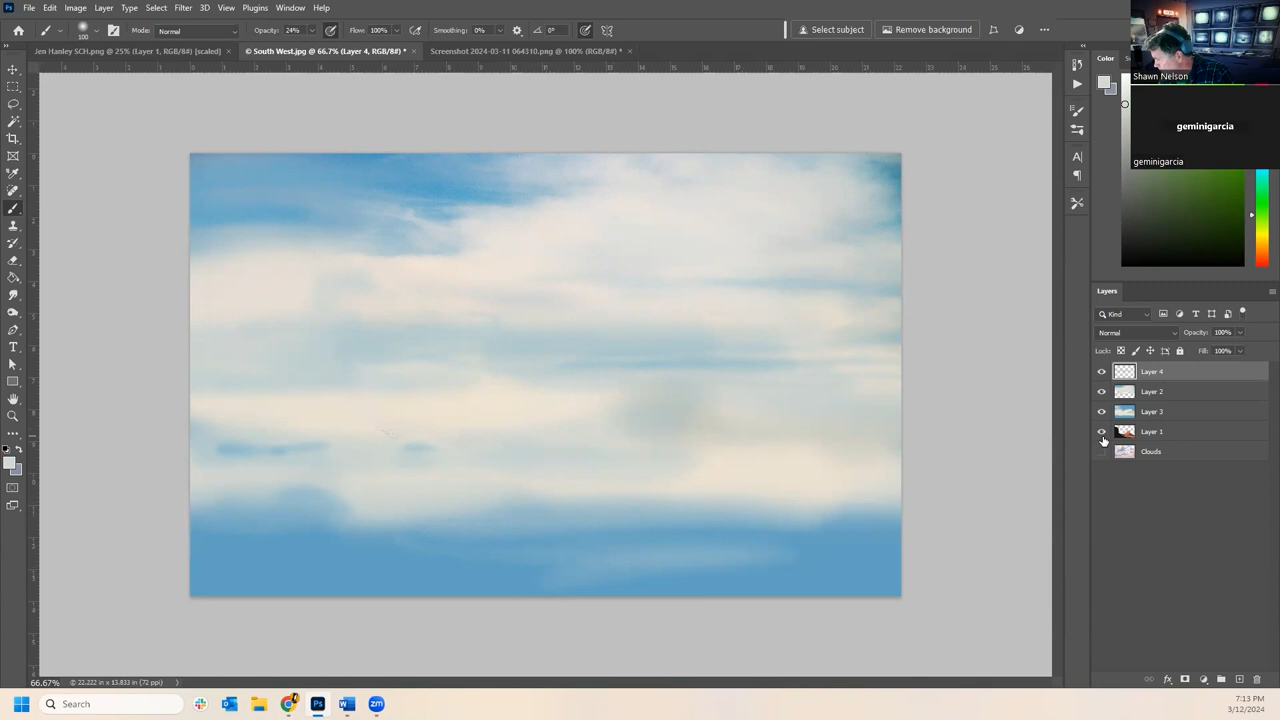 File Edit Image Layer Type Select Filter 3D View Plugins Window Help
Mode: Normal Opacity: 24% Flow: 100% Smoothing: 0% 0° Select subject Remove background
100
Jen Hanley SCH.png @ 25% (Layer 1, RGB/8#) [scaled] × © South West.jpg @ 66.7% (Layer 4, RGB/8#) * × Screenshot 2024-03-11 064310.png @ 100% (RGB/8#) * ×
Color
Shawn Nelson
geminigarcia
geminigarcia
Layers
Kind
Normal Opacity: 100%
Lock: Fill: 100%
Layer 4
Layer 2
Layer 3
Layer 1
Clouds
66.67% @ 22.222 in x 13.833 in (72 ppi)
Search
7:13 PM
3/12/2024